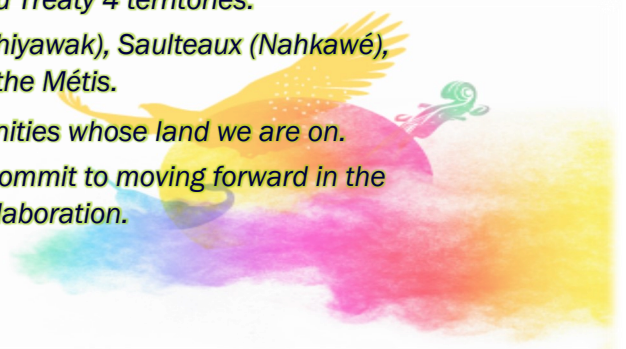 Treaty 4 territories.
hiyawak), Saulteaux (Nahkawé),
the Métis.
nities whose land we are on.
ommit to moving forward in the
laboration.